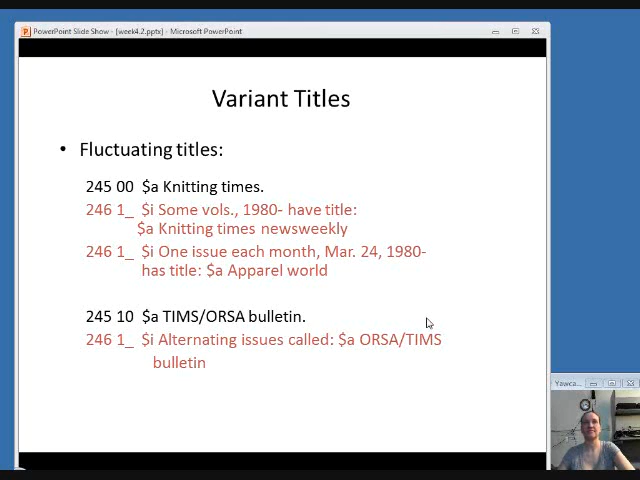 PowerPoint Slide Show - [week4.2.pptx] - Microsoft PowerPoint
Variant Titles
• Fluctuating titles:
245 00 $a Knitting times.
246 1_ $i Some vols., 1980- have title:
$a Knitting times newsweekly
246 1_ $i One issue each month, Mar. 24, 1980-
has title: $a Apparel world
245 10 $a TIMS/ORSA bulletin.
246 1_ $i Alternating issues called: $a ORSA/TIMS
bulletin
Yawca...